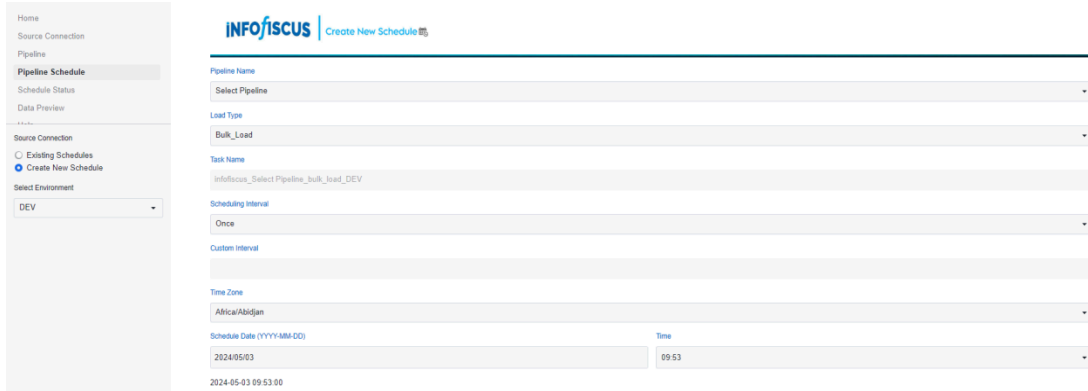 Home
Source Connection
Pipeline
Pipeline Schedule
Schedule Status
Data Preview
Source Connection
Existing Schedules
Create New Schedule
Select Environment
DEV
iNFOfISCUS Create New Schedule
Pipeline Name
Select Pipeline
Load Type
Bulk_Load
Task Name
infofiscus_Select Pipeline_bulk_load_DEV
Scheduling Interval
Once
Custom Interval
Time Zone
Africa/Abidjan
Schedule Date (YYYY-MM-DD) Time
2024/05/03 09:53
2024-05-03 09:53:00